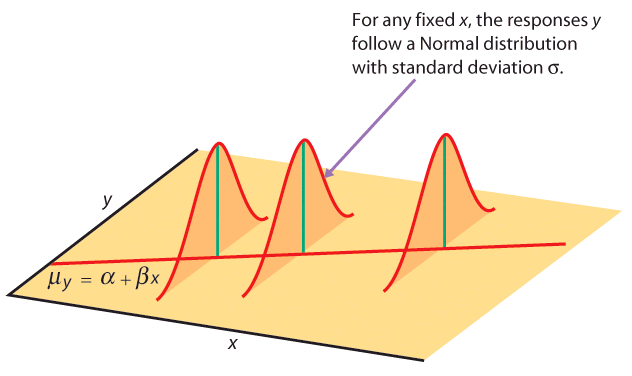 For any fixed x, the responses y
follow a Normal distribution
with standard deviation σ.
y
μy = α + βx
x